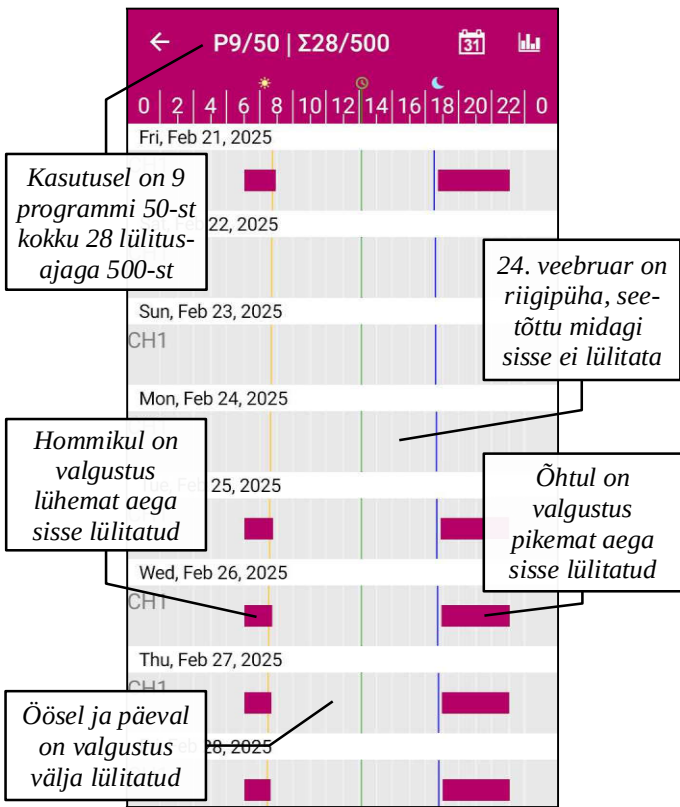 P9/50 | Σ28/500
31
0 2 4 6 8 10 12 14 16 18 20 22 0
Fri, Feb 21, 2025
Kasutusel on 9
programmi 50-st
kokku 28 lülitus-
ajaga 500-st
22, 2025
24. veebruar on
riigipüha, see-
tõttu midagi
sisse ei lülitata
Sun, Feb 23, 2025
CH1
Mon, Feb 24, 2025
Hommikul on
valgustus
lühemat aega
sisse lülitatud
25, 2025
Õhtul on
valgustus
pikemat aega
sisse lülitatud
Wed, Feb 26, 2025
CH1
Thu, Feb 27, 2025
CH1
Öösel ja päeval
on valgustus
välja lülitatud
28, 2025